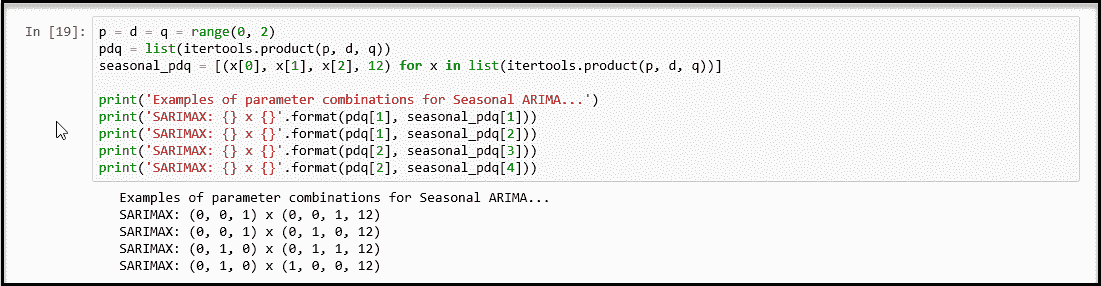 In [19]: p = d = q = range(0, 2)
pdq = list(itertools.product(p, d, q))
seasonal_pdq = [(x[0], x[1], x[2], 12) for x in list(itertools.product(p, d, q))]
print('Examples of parameter combinations for Seasonal ARIMA...')
print('SARIMAX: {} x {}'.format(pdq[1], seasonal_pdq[1]))
print('SARIMAX: {} x {}'.format(pdq[1], seasonal_pdq[2]))
print('SARIMAX: {} x {}'.format(pdq[2], seasonal_pdq[3]))
print('SARIMAX: {} x {}'.format(pdq[2], seasonal_pdq[4]))
Examples of parameter combinations for Seasonal ARIMA...
SARIMAX: (0, 0, 1) x (0, 0, 1, 12)
SARIMAX: (0, 0, 1) x (0, 1, 0, 12)
SARIMAX: (0, 1, 0) x (0, 1, 1, 12)
SARIMAX: (0, 1, 0) x (1, 0, 0, 12)